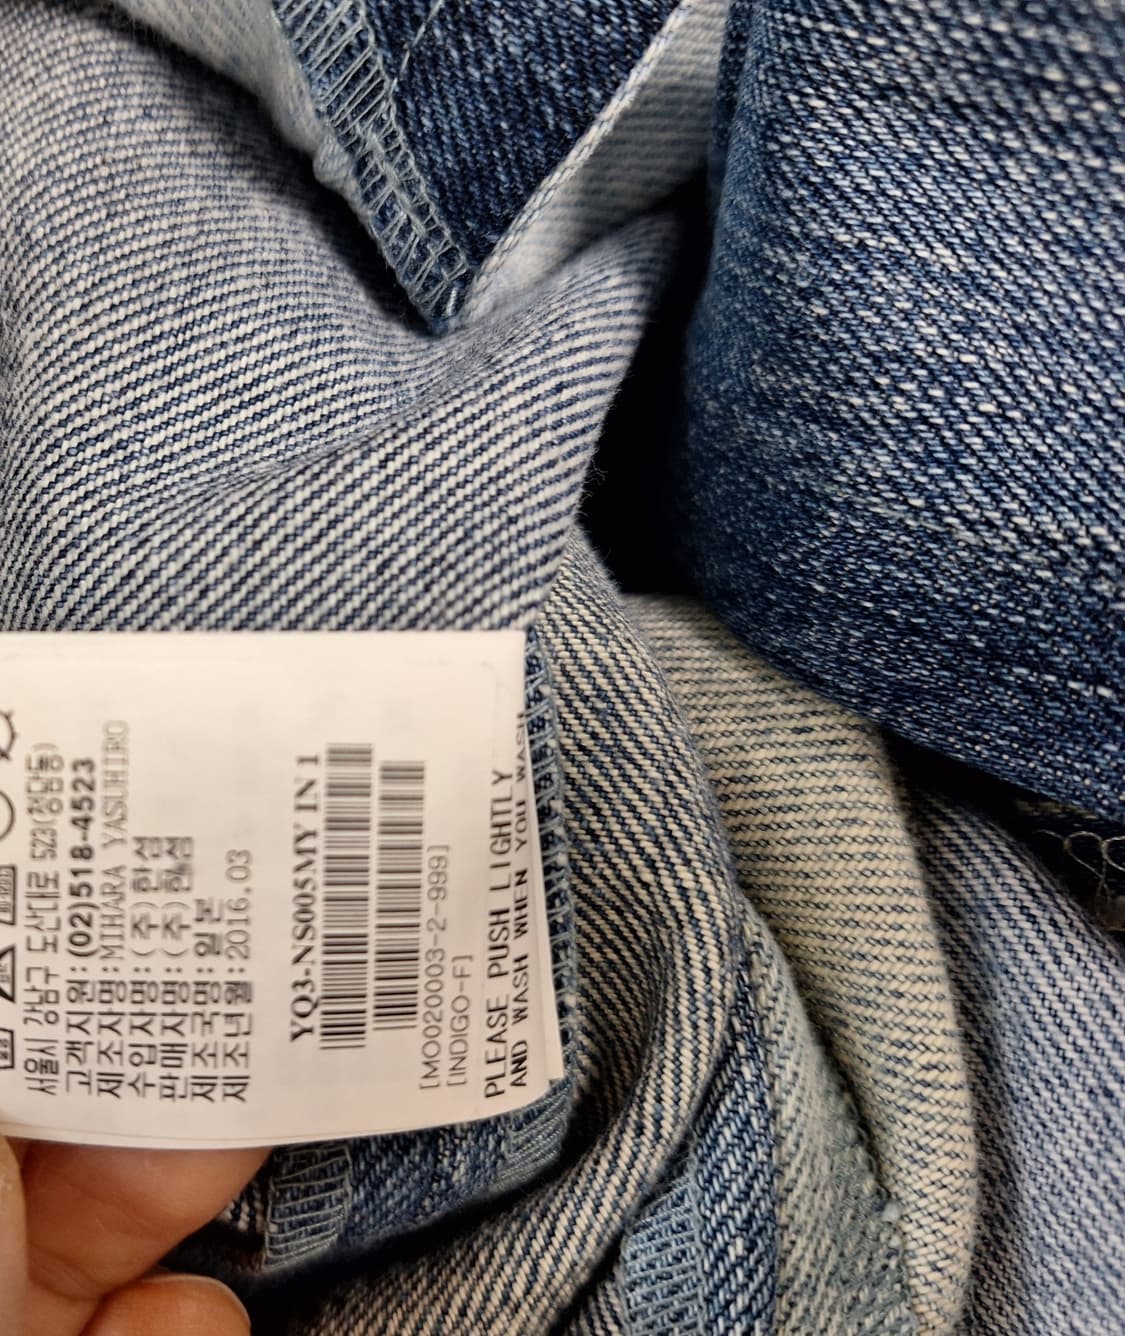 서울시 강남구 도산대로 523(청담동)
고객지원:(02)518-4523
제조자명:MIHARA YASUHIRO
수입자명:(주)한섬
판매자명:(주)한섬
제조국명:일본
제조년월:2016.03
YQ3-NS005MY IN 1
[MO020003-2-999]
[INDIGO-F]
PLEASE PUSH LIGHTLY
AND WASH WHEN YOU WASH